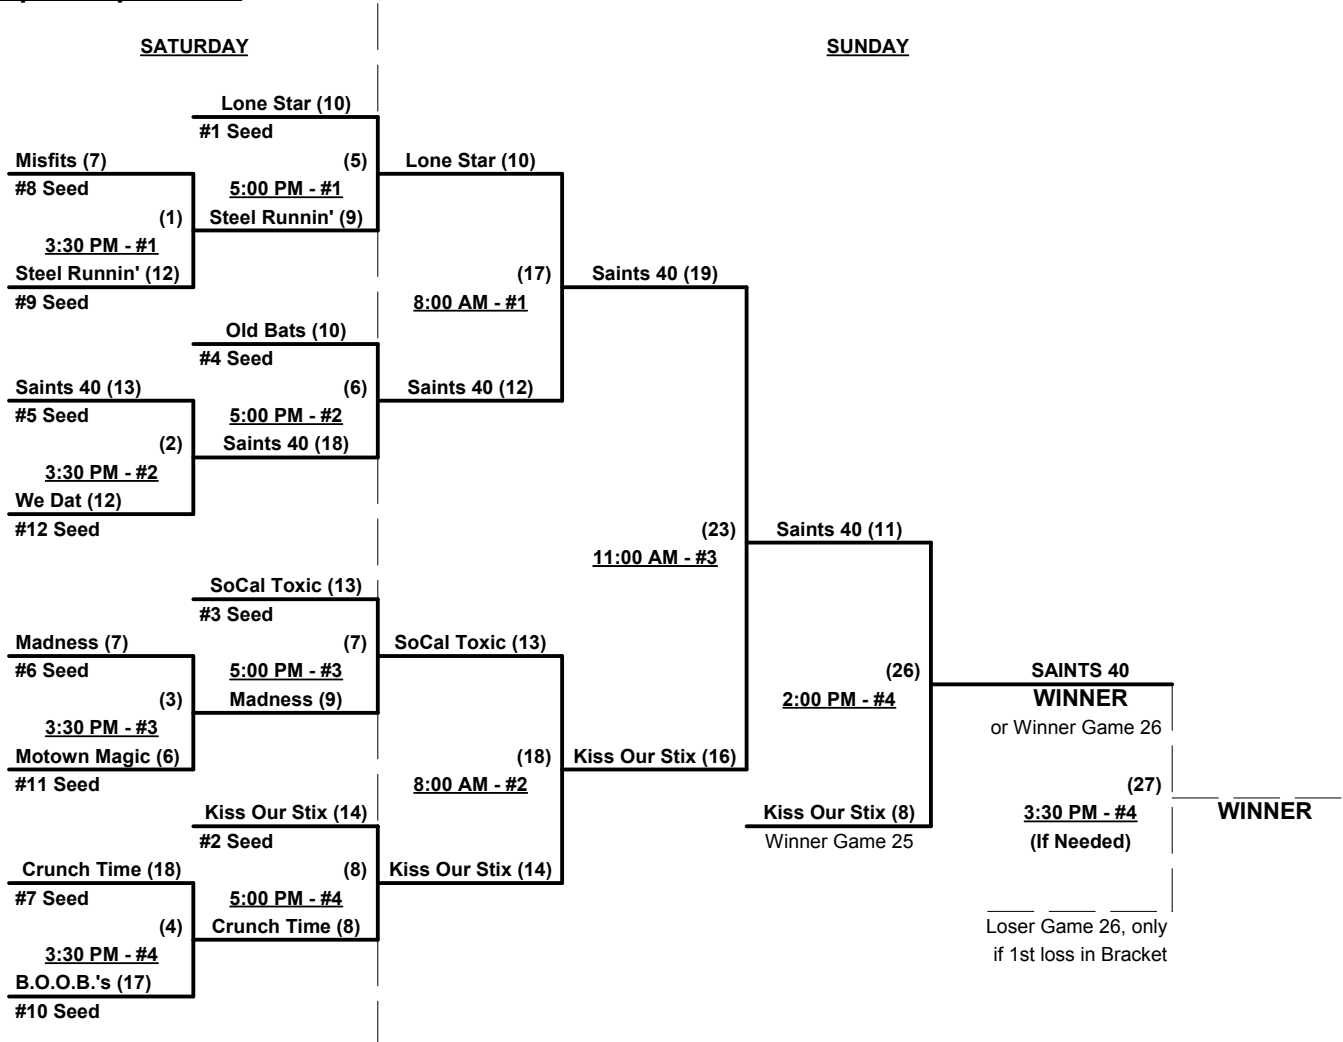 SATURDAY
SUNDAY
Lone Star (10)
#1 Seed
Misfits (7)
(5)
Lone Star (10)
#8 Seed
5:00 PM - #1
(1)
Steel Runnin' (9)
3:30 PM - #1
Steel Runnin' (12)
(17)
Saints 40 (19)
#9 Seed
8:00 AM - #1
Old Bats (10)
#4 Seed
Saints 40 (13)
(6)
Saints 40 (12)
#5 Seed
5:00 PM - #2
(2)
Saints 40 (18)
3:30 PM - #2
We Dat (12)
#12 Seed
(23)
Saints 40 (11)
11:00 AM - #3
SoCal Toxic (13)
#3 Seed
Madness (7)
(7)
SoCal Toxic (13)
#6 Seed
5:00 PM - #3
(26)
SAINTS 40
(3)
Madness (9)
2:00 PM - #4
WINNER
3:30 PM - #3
or Winner Game 26
Motown Magic (6)
(18)
Kiss Our Stix (16)
#11 Seed
8:00 AM - #2
(27)
Kiss Our Stix (14)
Kiss Our Stix (8)
3:30 PM - #4
WINNER
#2 Seed
Winner Game 25
(If Needed)
Crunch Time (18)
(8)
Kiss Our Stix (14)
#7 Seed
5:00 PM - #4
(4)
Crunch Time (8)
Loser Game 26, only
3:30 PM - #4
if 1st loss in Bracket
B.O.O.B.'s (17)
#10 Seed